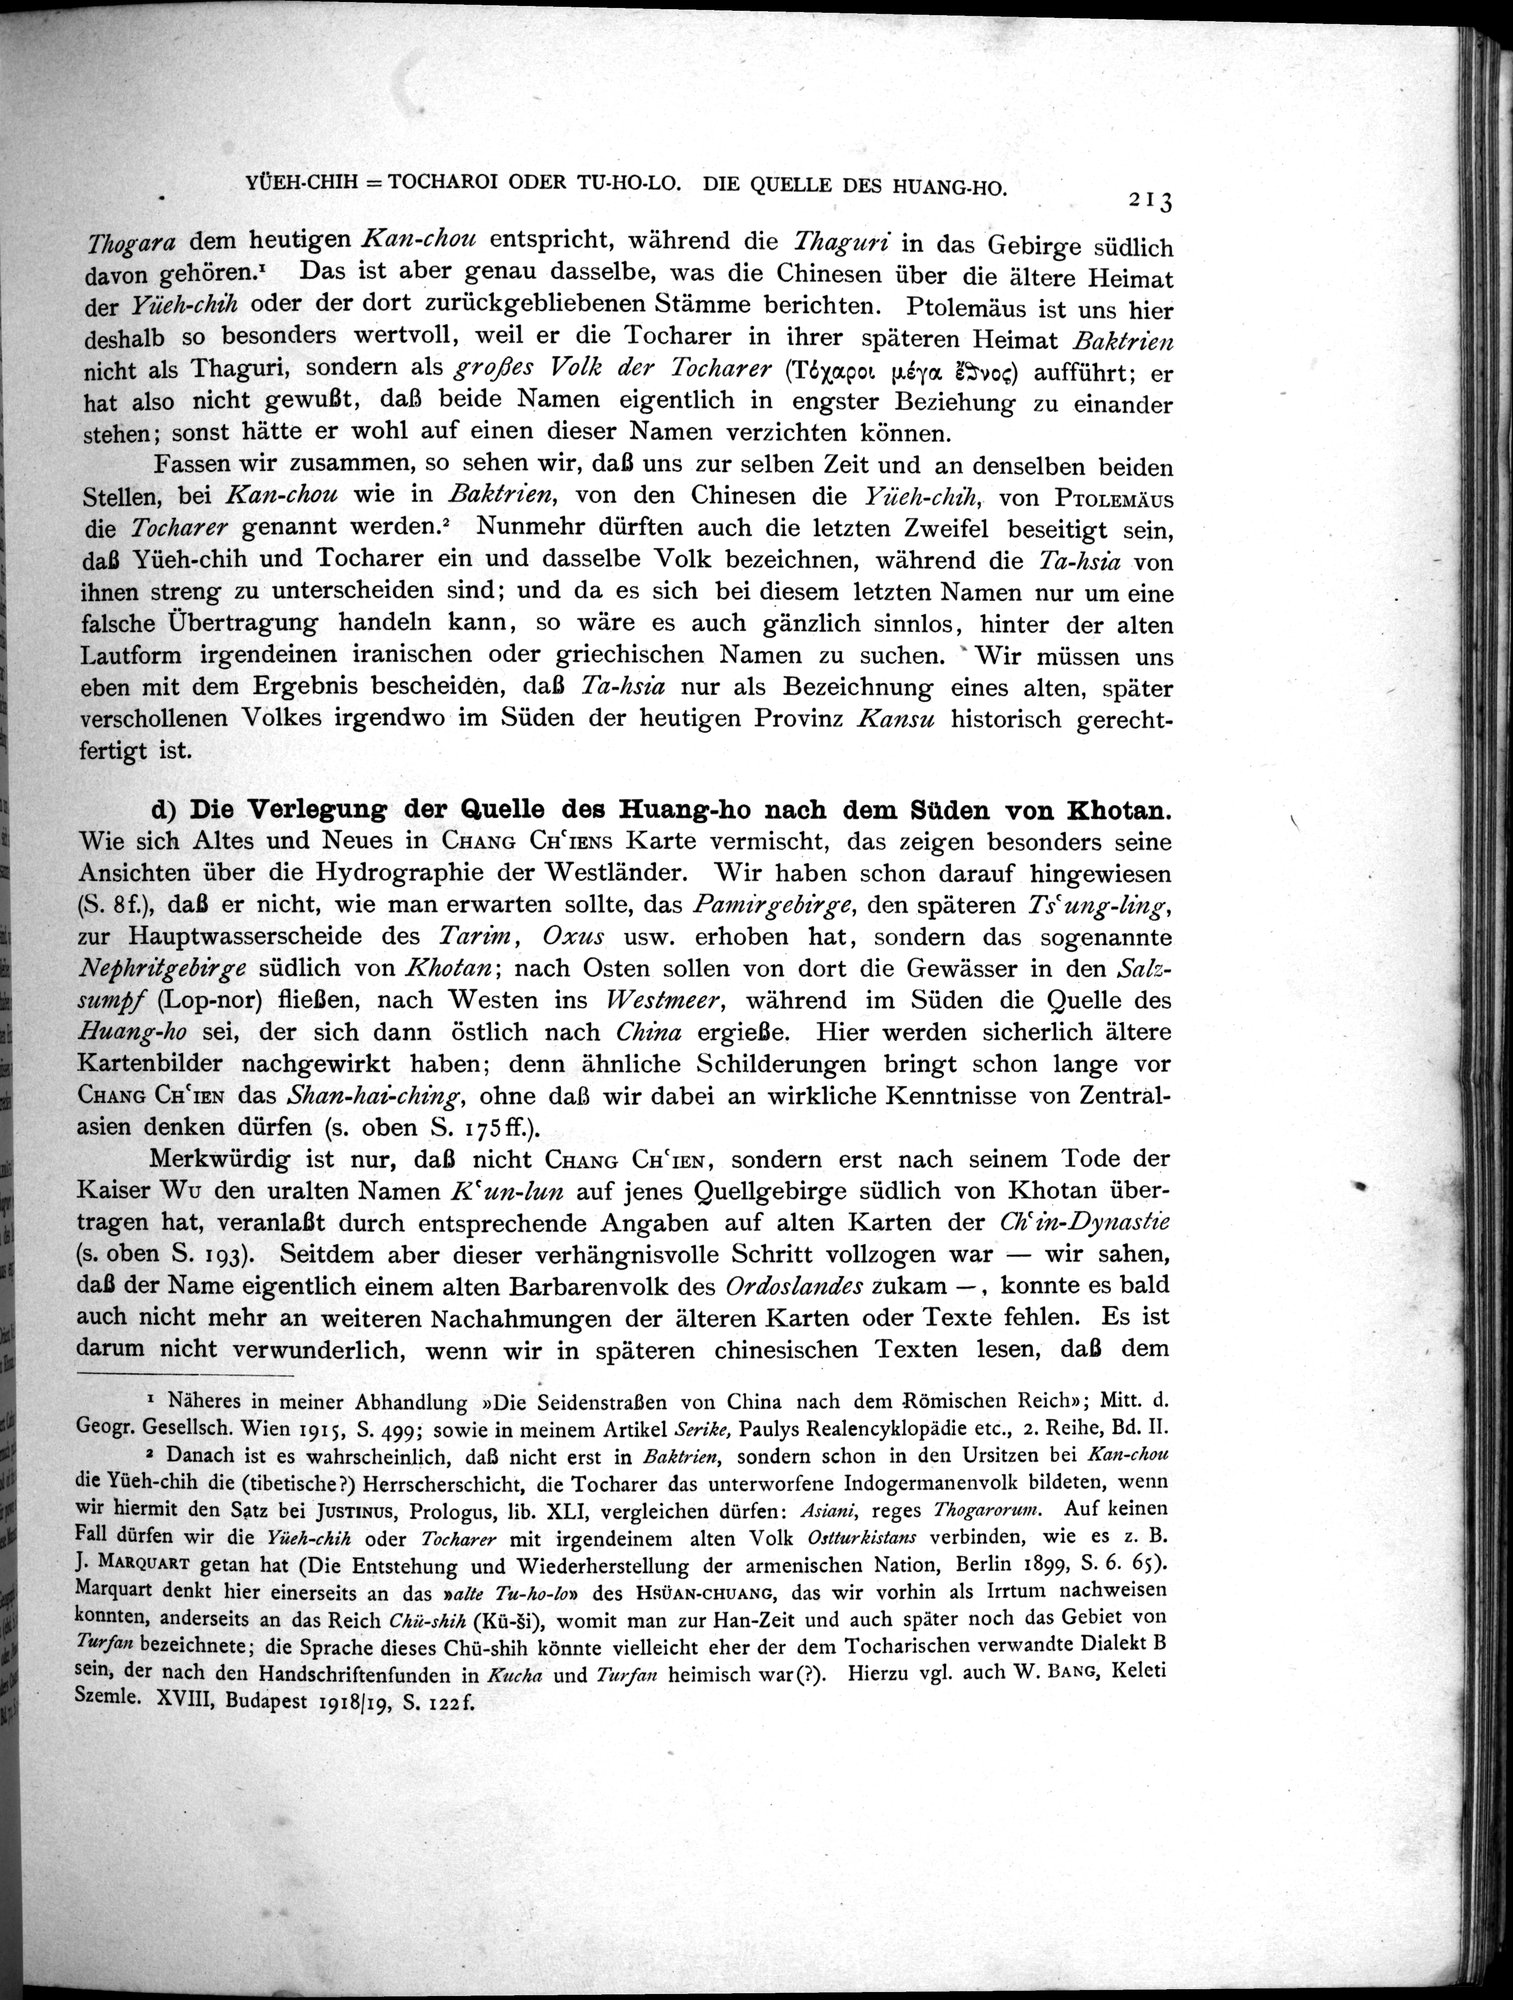 YÜEH-CHIH = TOCHAROI ODER TU-HO-LO. DIE QUELLE DES HUANG-HO.
213
Thogara dem heutigen Kan-chou entspricht, während die Thaguri in das Gebirge südlich
davon gehören.¹ Das ist aber genau dasselbe, was die Chinesen über die ältere Heimat
der Yüeh-chih oder der dort zurückgebliebenen Stämme berichten. Ptolemäus ist uns hier
deshalb so besonders wertvoll, weil er die Tocharer in ihrer späteren Heimat Baktrien
nicht als Thaguri, sondern als großes Volk der Tocharer (Τόχαροι μέγα ἔϑνος) aufführt; er
hat also nicht gewußt, daß beide Namen eigentlich in engster Beziehung zu einander
stehen; sonst hätte er wohl auf einen dieser Namen verzichten können.
Fassen wir zusammen, so sehen wir, daß uns zur selben Zeit und an denselben beiden
Stellen, bei Kan-chou wie in Baktrien, von den Chinesen die Yüeh-chih, von PTOLEMÄUS
die Tocharer genannt werden.² Nunmehr dürften auch die letzten Zweifel beseitigt sein,
daß Yüeh-chih und Tocharer ein und dasselbe Volk bezeichnen, während die Ta-hsia von
ihnen streng zu unterscheiden sind; und da es sich bei diesem letzten Namen nur um eine
falsche Übertragung handeln kann, so wäre es auch gänzlich sinnlos, hinter der alten
Lautform irgendeinen iranischen oder griechischen Namen zu suchen. Wir müssen uns
eben mit dem Ergebnis bescheiden, daß Ta-hsia nur als Bezeichnung eines alten, später
verschollenen Volkes irgendwo im Süden der heutigen Provinz Kansu historisch gerecht-
fertigt ist.
d) Die Verlegung der Quelle des Huang-ho nach dem Süden von Khotan.
Wie sich Altes und Neues in CHANG CHʿIENS Karte vermischt, das zeigen besonders seine
Ansichten über die Hydrographie der Westländer. Wir haben schon darauf hingewiesen
(S. 8f.), daß er nicht, wie man erwarten sollte, das Pamirgebirge, den späteren Tsʿung-ling,
zur Hauptwasserscheide des Tarim, Oxus usw. erhoben hat, sondern das sogenannte
Nephritgebirge südlich von Khotan; nach Osten sollen von dort die Gewässer in den Salz-
sumpf (Lop-nor) fließen, nach Westen ins Westmeer, während im Süden die Quelle des
Huang-ho sei, der sich dann östlich nach China ergieße. Hier werden sicherlich ältere
Kartenbilder nachgewirkt haben; denn ähnliche Schilderungen bringt schon lange vor
CHANG CHʿIEN das Shan-hai-ching, ohne daß wir dabei an wirkliche Kenntnisse von Zentral-
asien denken dürfen (s. oben S. 175ff.).
Merkwürdig ist nur, daß nicht CHANG CHʿIEN, sondern erst nach seinem Tode der
Kaiser WU den uralten Namen Kʿun-lun auf jenes Quellgebirge südlich von Khotan über-
tragen hat, veranlaßt durch entsprechende Angaben auf alten Karten der Chʿin-Dynastie
(s. oben S. 193). Seitdem aber dieser verhängnisvolle Schritt vollzogen war — wir sahen,
daß der Name eigentlich einem alten Barbarenvolk des Ordoslandes zukam —, konnte es bald
auch nicht mehr an weiteren Nachahmungen der älteren Karten oder Texte fehlen. Es ist
darum nicht verwunderlich, wenn wir in späteren chinesischen Texten lesen, daß dem
¹ Näheres in meiner Abhandlung »Die Seidenstraßen von China nach dem Römischen Reich»; Mitt. d.
Geogr. Gesellsch. Wien 1915, S. 499; sowie in meinem Artikel Serike, Paulys Realencyklopädie etc., 2. Reihe, Bd. II.
² Danach ist es wahrscheinlich, daß nicht erst in Baktrien, sondern schon in den Ursitzen bei Kan-chou
die Yüeh-chih die (tibetische?) Herrscherschicht, die Tocharer das unterworfene Indogermanenvolk bildeten, wenn
wir hiermit den Satz bei JUSTINUS, Prologus, lib. XLI, vergleichen dürfen: Asiani, reges Thogarorum. Auf keinen
Fall dürfen wir die Yüeh-chih oder Tocharer mit irgendeinem alten Volk Ostturkistans verbinden, wie es z. B.
J. MARQUART getan hat (Die Entstehung und Wiederherstellung der armenischen Nation, Berlin 1899, S. 6. 65).
Marquart denkt hier einerseits an das »alte Tu-ho-lo» des HSÜAN-CHUANG, das wir vorhin als Irrtum nachweisen
konnten, anderseits an das Reich Chü-shih (Kü-ši), womit man zur Han-Zeit und auch später noch das Gebiet von
Turfan bezeichnete; die Sprache dieses Chü-shih könnte vielleicht eher der dem Tocharischen verwandte Dialekt B
sein, der nach den Handschriftenfunden in Kucha und Turfan heimisch war(?). Hierzu vgl. auch W. BANG, Keleti
Szemle. XVIII, Budapest 1918/19, S. 122f.